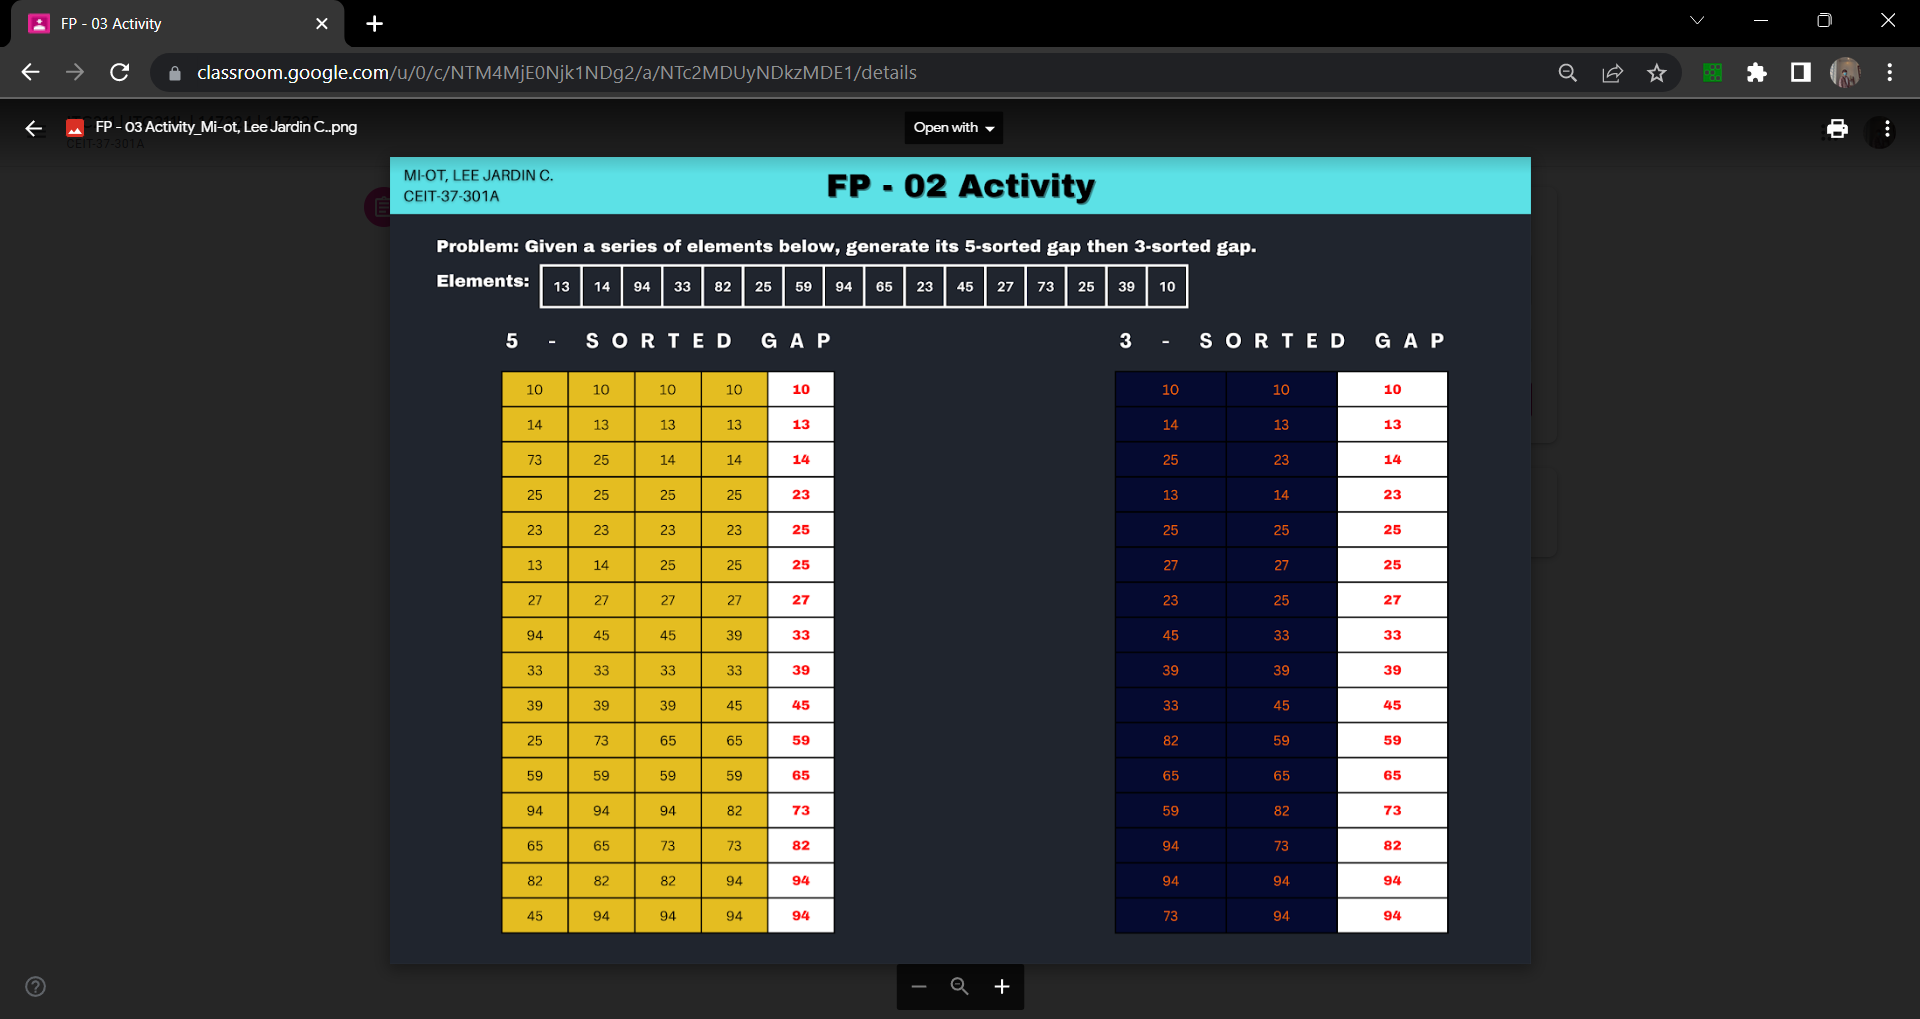 FP - 03 Activity
classroom.google.com/u/0/c/NTM4MjE0Njk1NDg2/a/NTc2MDUyNDkzMDE1/details
FP - 03 Activity_Mi-ot, Lee Jardin C..png
Open with
CEIT-37-301A
MI-OT, LEE JARDIN C.
CEIT-37-301A
FP - 02 Activity
Problem: Given a series of elements below, generate its 5-sorted gap then 3-sorted gap.
Elements: 13 14 94 33 82 25 59 94 65 23 45 27 73 25 39 10
5 - SORTED GAP
10 10 10 10 10
14 13 13 13 13
73 25 14 14 14
25 25 25 25 23
23 23 23 23 25
13 14 25 25 25
27 27 27 27 27
94 45 45 39 33
33 33 33 33 39
39 39 39 45 45
25 73 65 65 59
59 59 59 59 65
94 94 94 82 73
65 65 73 73 82
82 82 82 94 94
45 94 94 94 94
3 - SORTED GAP
10 10 10
14 13 13
25 23 14
13 14 23
25 25 25
27 27 25
23 25 27
45 33 33
39 39 39
33 45 45
82 59 59
65 65 65
59 82 73
94 73 82
94 94 94
73 94 94